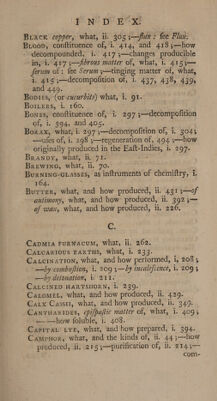 INDEX.
BLACK copper, what, ii. 305;—flux: see Flux.
BLOOD, constituence of, i. 414, and 418;—how
decompounded. i. 417;—changes producible
in, i. 417;—fibrous matter of, what, i. 415;—
serum of: see Serum;—tinging matter of, what,
i. 415;—decomposition of, i. 437, 438, 439,
and 449.
BODIES, (or cucurbits) what, i. 91.
BOILERS, i. 160.
BONES, constituence of, i. 297;—decomposition
of, i. 394, and 405.
BORAX, what, i. 297;—decomposition of, i. 304;
—uses of, i. 298;—regeneration of, 494;—how
originally produced in the East-Indies, i. 297.
BRANDY, what, ii. 71.
BREWING, what, ii. 70.
BURNING-GLASSES, as instruments of chemistry, i.
164.
BUTTER, what, and how produced, ii. 431;—of
antimony, what, and how produced, ii. 392;—
of wax, what, and how produced, ii. 226.
C.
CADMIA FURNACUM, what, ii. 262.
CALCARIOUS EARTHS, what, i. 233.
CALCINATION, what, and how performed, i. 208;
—by combustion, i. 209;—by incalescence, i. 209;
—by detonation, i. 211.
CALCINED HARTSHORN, i. 239.
CALOMEL, what, and how produced, ii. 429.
CALX CASSII, what, and how produced, ii. 349.
CANTHARIDES, epispastic matter of, what, i. 409;
— —how soluble, i. 408.
CAPITAL LYE, what, and how prepared, i. 394.
CAMPHOR, what, and the kinds of, ii. 44;—how
produced, ii. 215;—purification of, ii. 214;—
com-